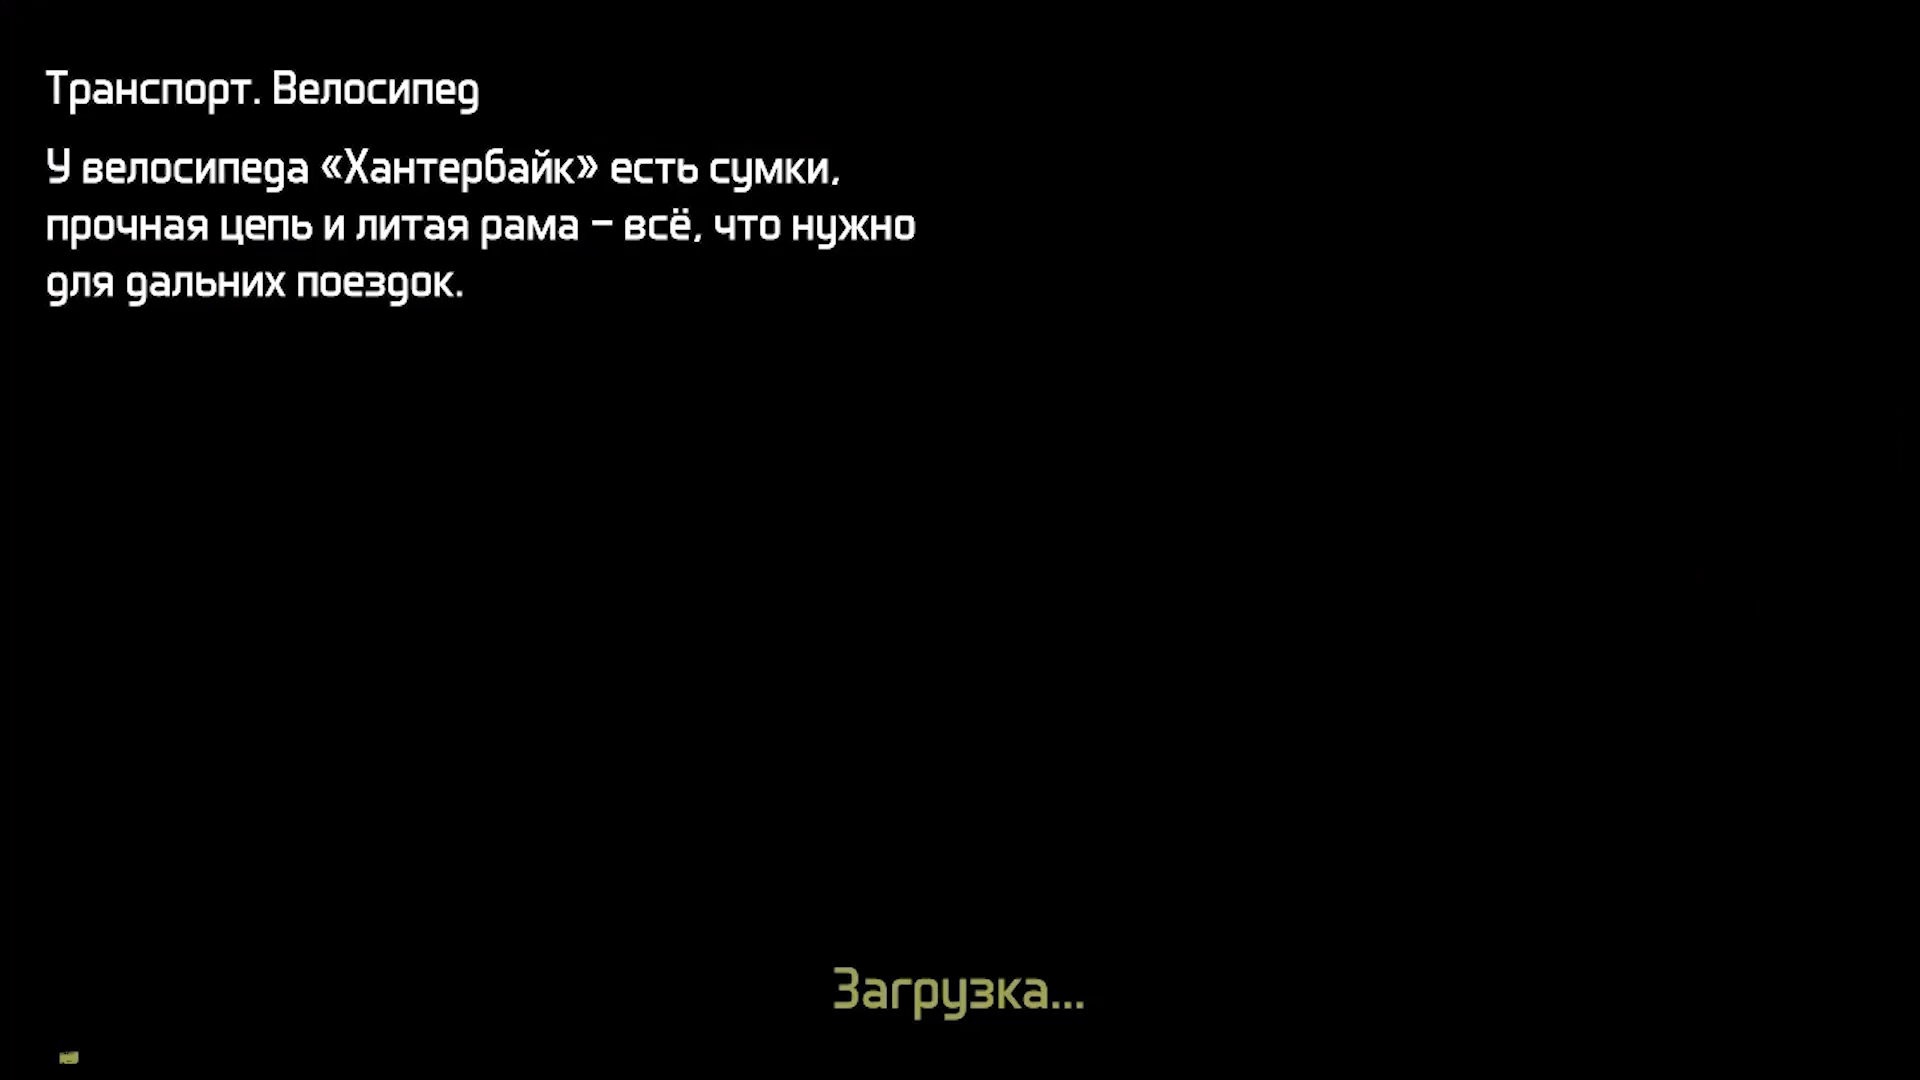 Транспорт. Велосипед
У велосипеда «Хантербайк» есть сумки,
прочная цепь и литая рама – всё, что нужно
для дальних поездок.
Загрузка...